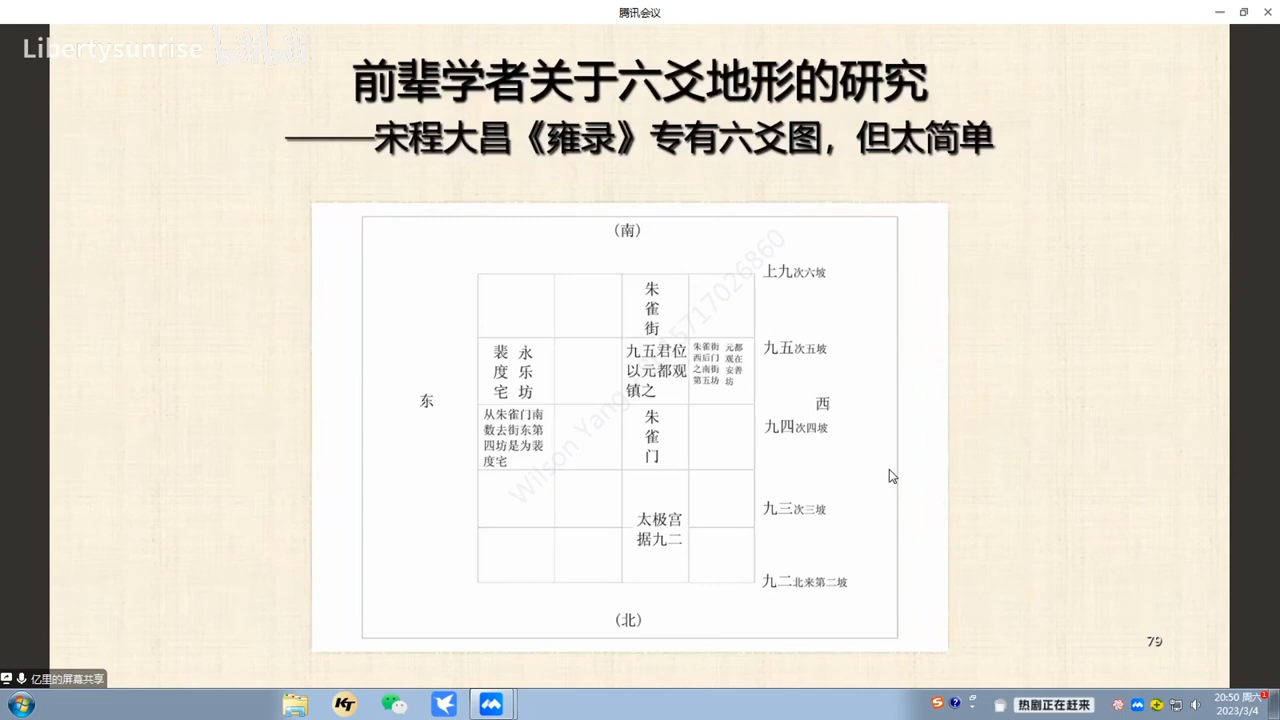 腾讯会议
Libertysunrise bilibili
前辈学者关于六爻地形的研究
——宋程大昌《雍录》专有六爻图，但太简单
（南）
上九次六坡
朱
雀
街
裴 永
度 乐
宅 坊
九五君位
以元都观
镇之
朱雀街
西后门
之南街
第五坊
元都
观在
安善
坊
九五次五坡
东
西
从朱雀门南
数去街东第
四坊是为裴
度宅
朱
雀
门
九四次四坡
九三次三坡
太极宫
据九二
九二北来第二坡
（北）
79
亿里的屏幕共享
热剧正在赶来
20:50 周六
2023/3/4